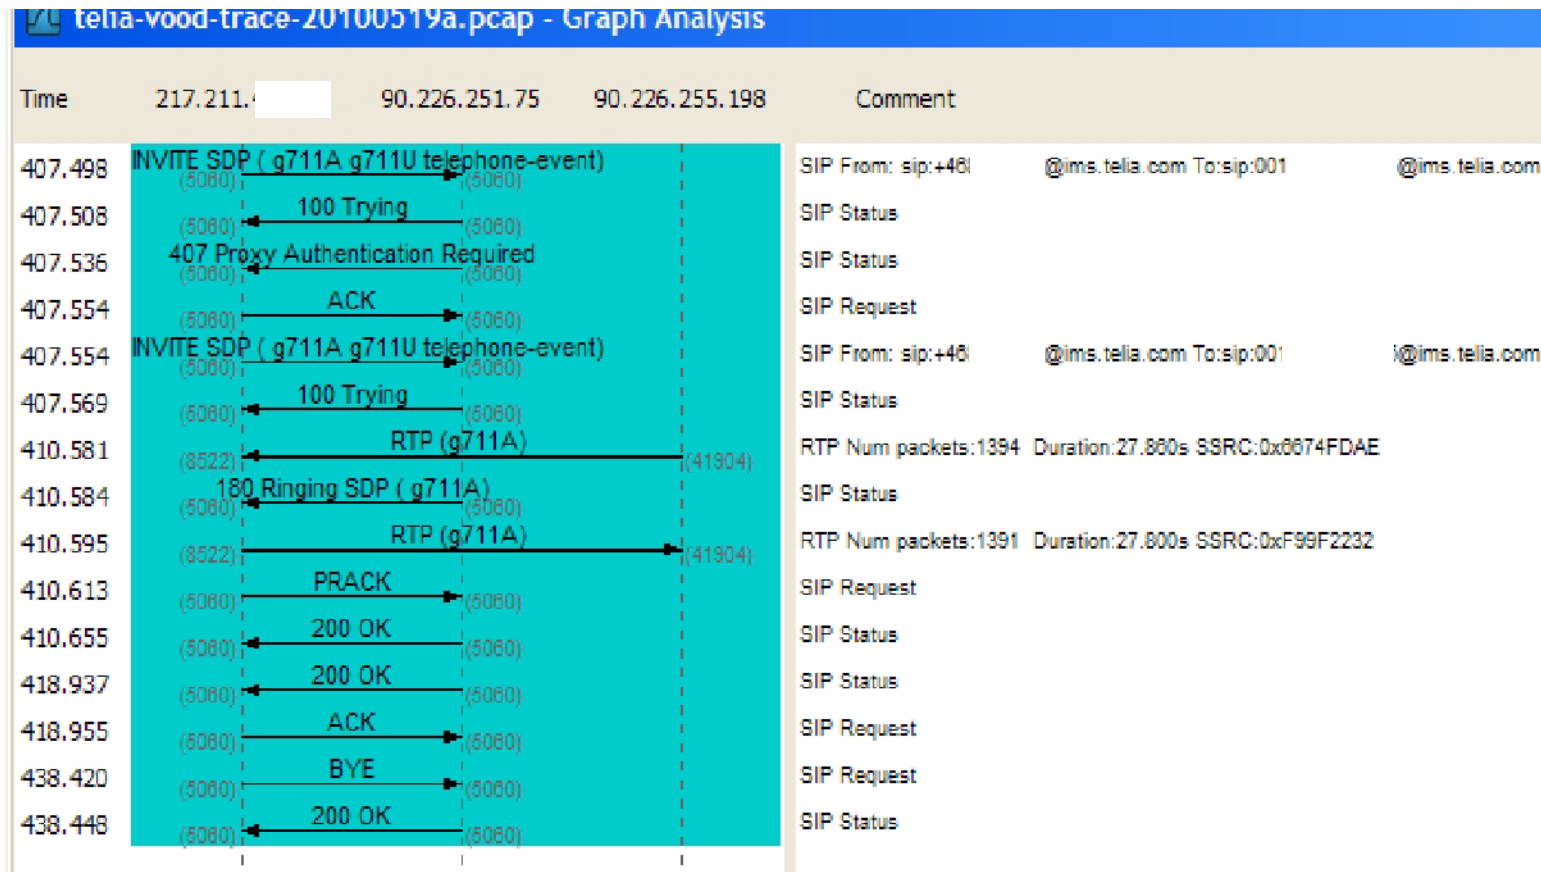 telia-vood-trace-20100519a.pcap - Graph Analysis
Time 217.211. 90.226.251.75 90.226.255.198 Comment
407.498 INVITE SDP ( g711A g711U telephone-event) (5060) (5060) SIP From: sip:+46 @ims.telia.com To:sip:001 @ims.telia.com
407.508 100 Trying (5060) (5060) SIP Status
407.536 407 Proxy Authentication Required (5060) (5060) SIP Status
407.554 ACK (5060) (5060) SIP Request
407.554 INVITE SDP ( g711A g711U telephone-event) (5060) (5060) SIP From: sip:+46 @ims.telia.com To:sip:001 @ims.telia.com
407.569 100 Trying (5060) (5060) SIP Status
410.581 RTP (g711A) (8522) (41904) RTP Num packets:1394 Duration:27.860s SSRC:0x6674FDAE
410.584 180 Ringing SDP ( g711A) (5060) (5060) SIP Status
410.595 RTP (g711A) (8522) (41904) RTP Num packets:1391 Duration:27.800s SSRC:0xF99F2232
410.613 PRACK (5060) (5060) SIP Request
410.655 200 OK (5060) (5060) SIP Status
418.937 200 OK (5060) (5060) SIP Status
418.955 ACK (5060) (5060) SIP Request
438.420 BYE (5060) (5060) SIP Request
438.448 200 OK (5060) (5060) SIP Status